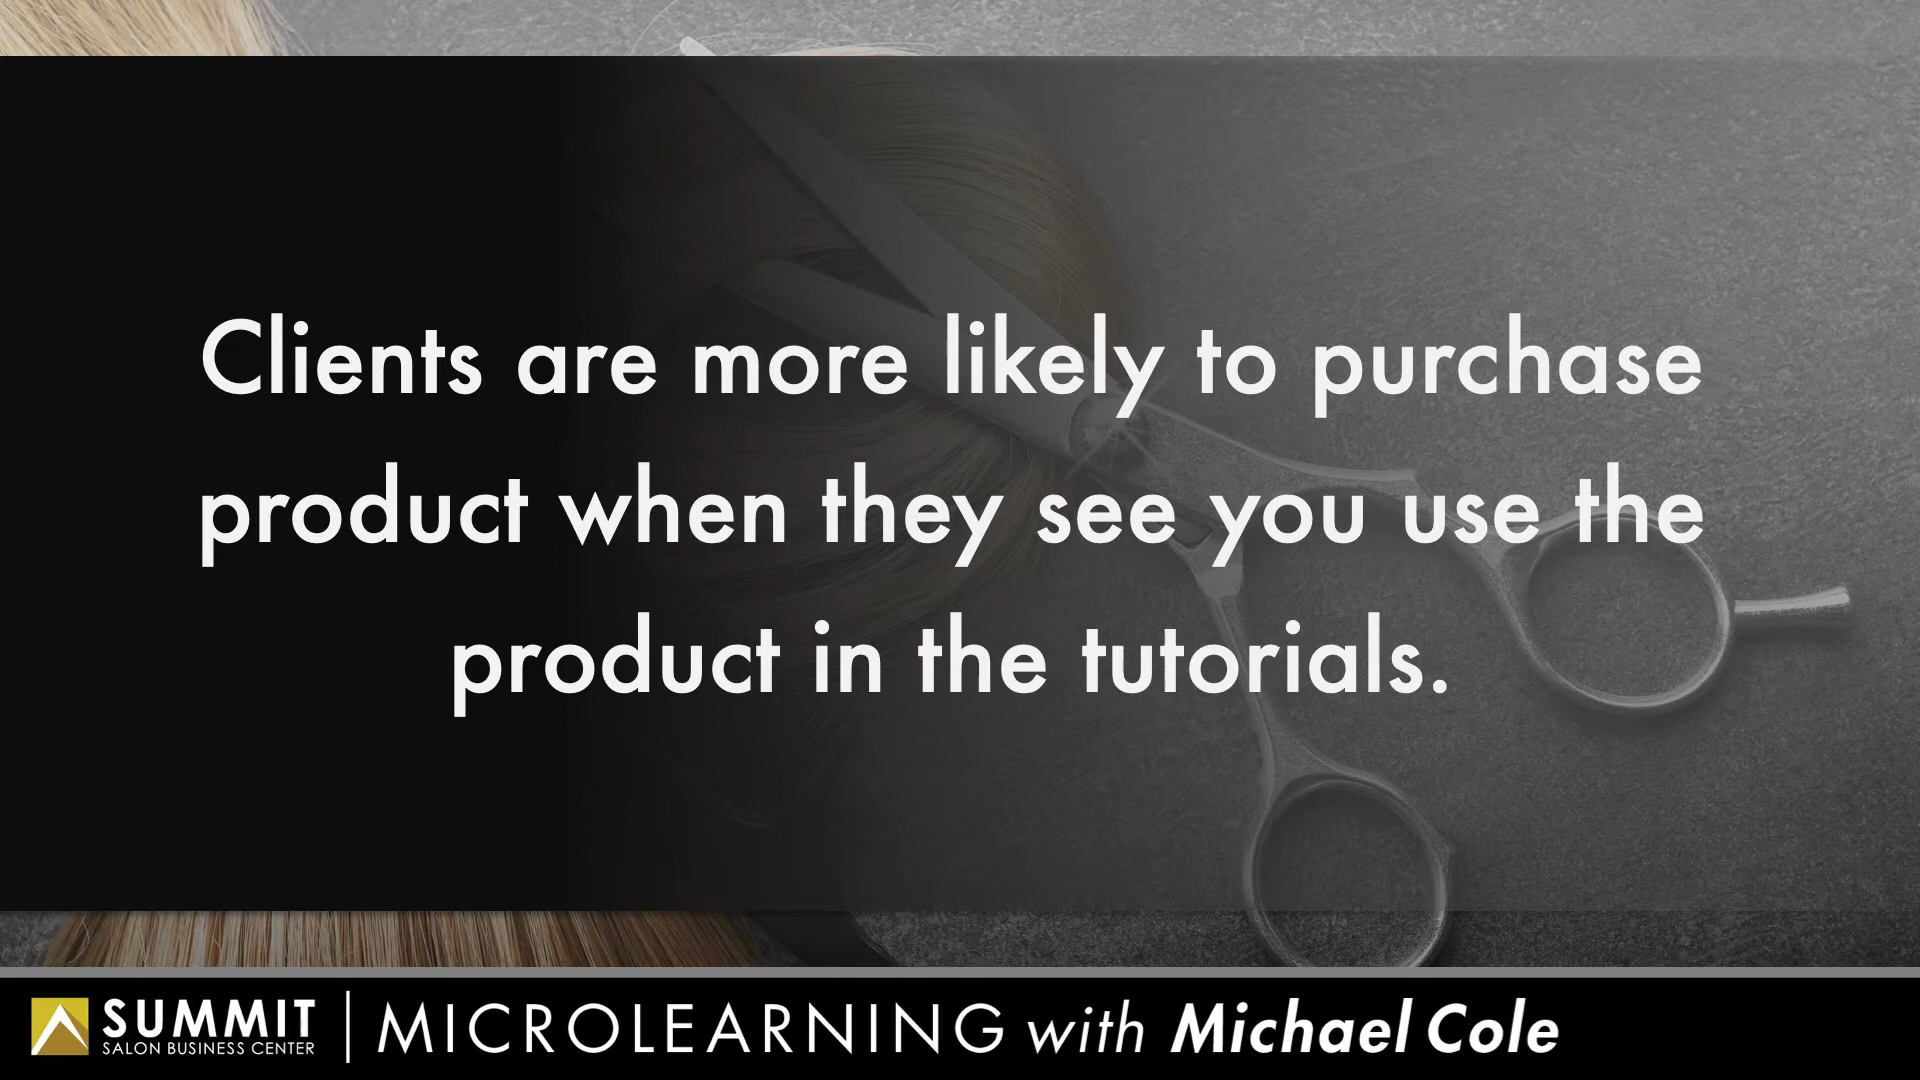 Clients are more likely to purchase
product when they see you use the
product in the tutorials.
SUMMIT
SALON BUSINESS CENTER
MICROLEARNING with Michael Cole